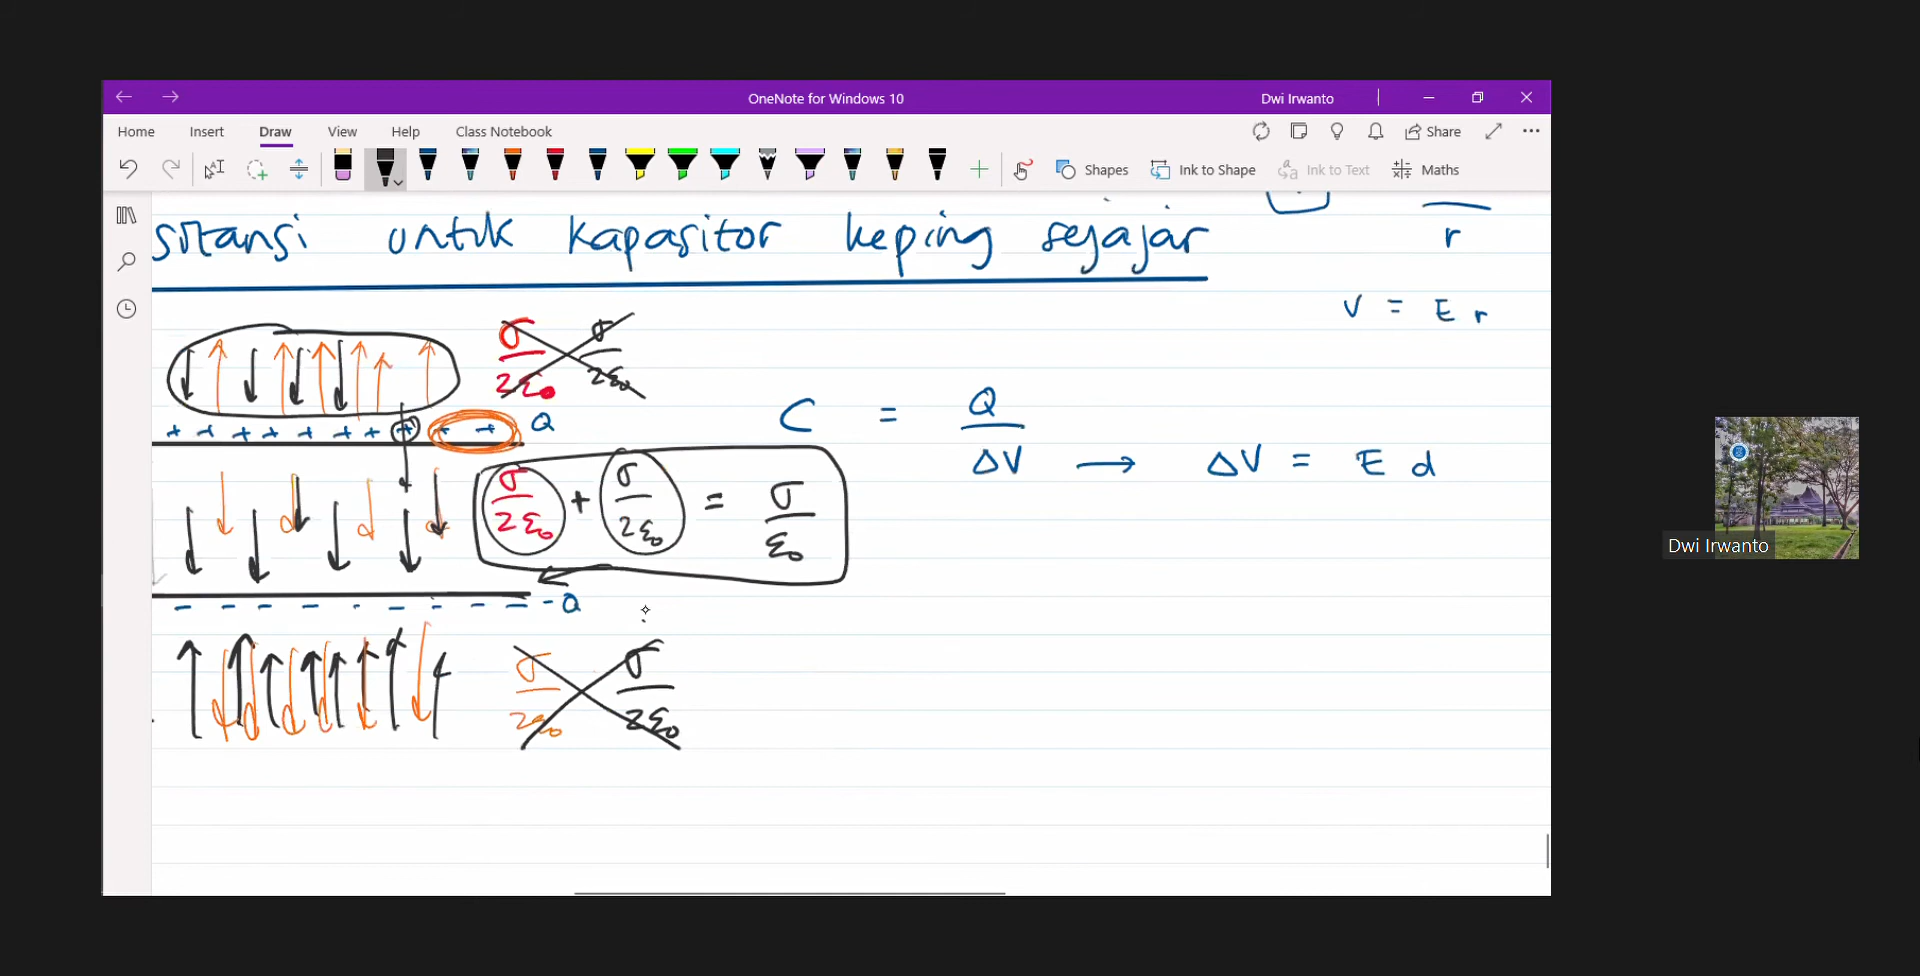 OneNote for Windows 10
Dwi Irwanto
Home Insert Draw View Help Class Notebook
Share
Shapes Ink to Shape Ink to Text Maths
sitansi untuk kapasitor keping sejajar
r
V = E r
σ/2ε₀ σ/2ε₀
+ + + + + + + + + + Q
C = Q/ΔV → ΔV = E d
σ/2ε₀ + σ/2ε₀ = σ/ε₀
- - - - - - - - - -Q
σ/2ε₀ σ/2ε₀
Dwi Irwanto